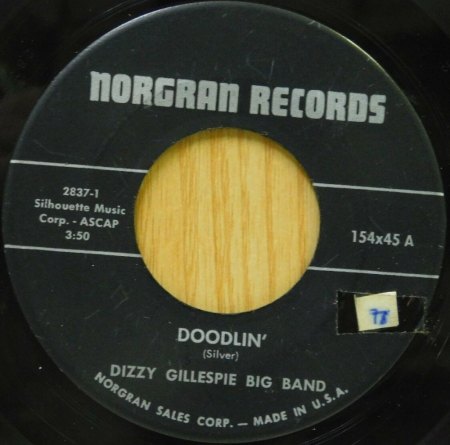 NORGRAN RECORDS
2837-1
Silhouette Music
Corp. - ASCAP
3:50
154x45 A
DOODLIN'
(Silver)
DIZZY GILLESPIE BIG BAND
NORGRAN SALES CORP. — MADE IN U.S.A.